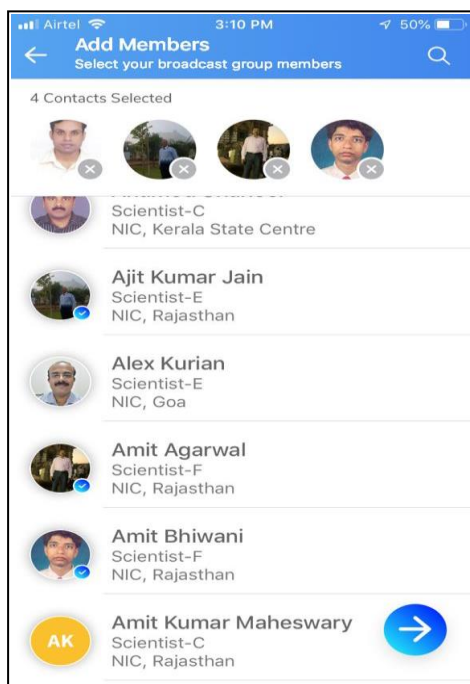 Airtel 3:10 PM 50%
Add Members
Select your broadcast group members
4 Contacts Selected
Scientist-C
NIC, Kerala State Centre
Ajit Kumar Jain
Scientist-E
NIC, Rajasthan
Alex Kurian
Scientist-E
NIC, Goa
Amit Agarwal
Scientist-F
NIC, Rajasthan
Amit Bhiwani
Scientist-F
NIC, Rajasthan
AK
Amit Kumar Maheswary
Scientist-C
NIC, Rajasthan